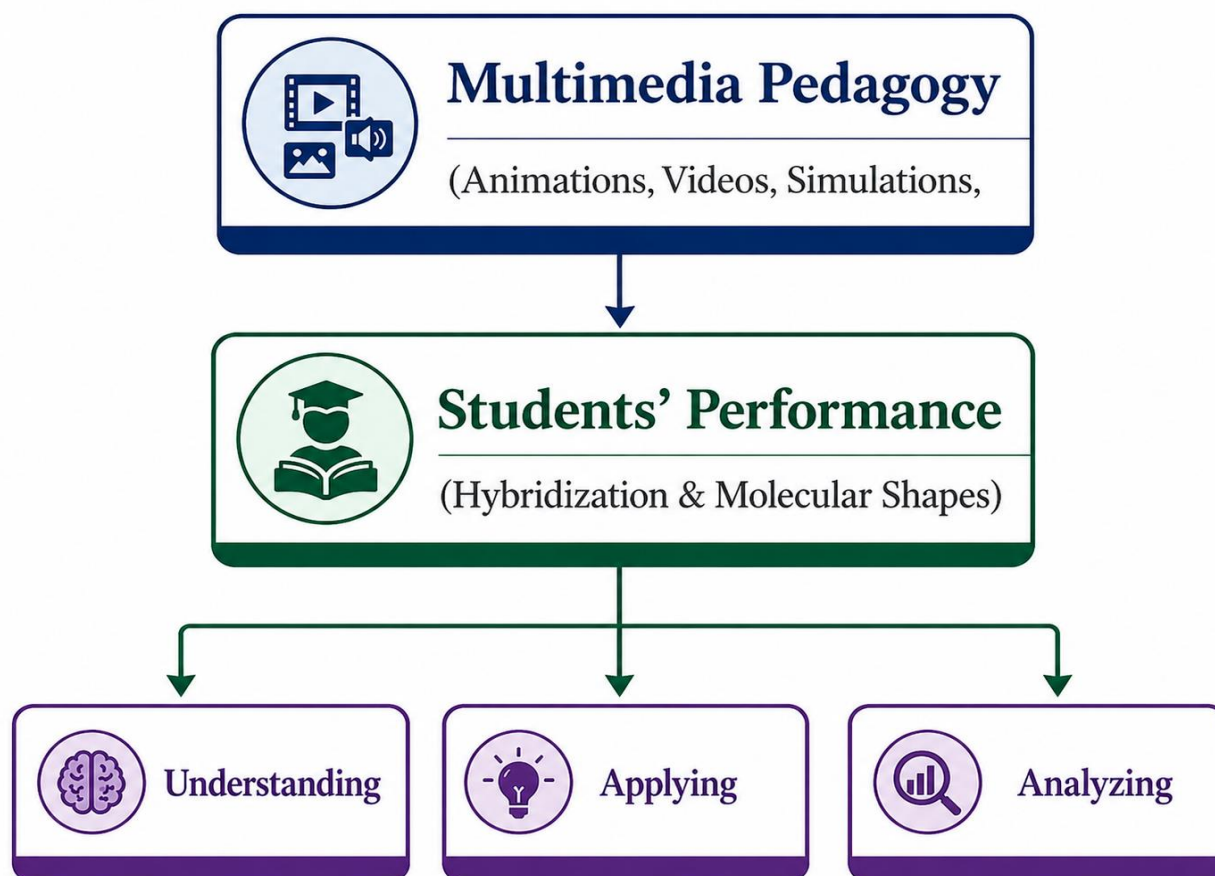 Multimedia Pedagogy
(Animations, Videos, Simulations,
Students’ Performance
(Hybridization & Molecular Shapes)
Understanding
Applying
Analyzing